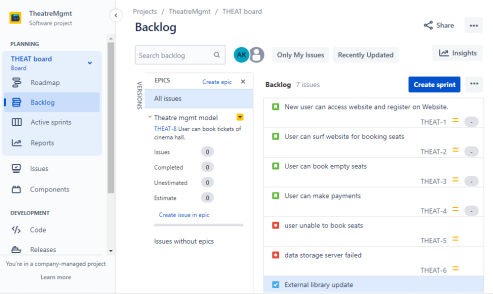 TheatreMgmt
Software project
PLANNING
THEAT board
Board
Roadmap
Backlog
Active sprints
Reports
Issues
Components
DEVELOPMENT
Code
Releases
You're in a company-managed project
Learn more
Projects / TheatreMgmt / THEAT board
Backlog
Share
Search backlog
AK
Only My Issues
Recently Updated
Insights
VERSIONS
EPICS
Create epic
All issues
Theatre mgmt model
THEAT-8 User can book tickets of
cinema hall.
Issues 0
Completed 0
Unestimated 0
Estimate 0
Create issue in epic
Issues without epics
Backlog 7 issues
Create sprint
New user can access website and register on Website.
THEAT-1 -
User can surf website for booking seats
THEAT-2 -
User can book empty seats
THEAT-3 -
User can make payments
THEAT-4 -
user unable to book seats
THEAT-5
data storage server failed
THEAT-6
External library update